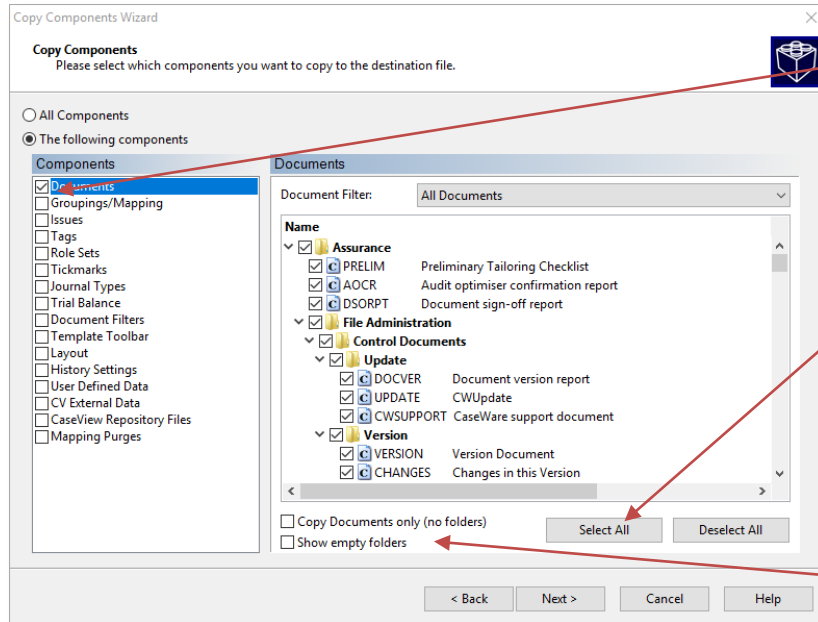 Copy Components Wizard
Copy Components
Please select which components you want to copy to the destination file.
All Components
The following components
Components
Documents
Groupings/Mapping
Issues
Tags
Role Sets
Tickmarks
Journal Types
Trial Balance
Document Filters
Template Toolbar
Layout
History Settings
User Defined Data
CV External Data
CaseView Repository Files
Mapping Purges
Documents
Document Filter: All Documents
Name
Assurance
PRELIM Preliminary Tailoring Checklist
AOCR Audit optimiser confirmation report
DSORPT Document sign-off report
File Administration
Control Documents
Update
DOCVER Document version report
UPDATE CWUpdate
CWSUPPORT CaseWare support document
Version
VERSION Version Document
CHANGES Changes in this Version
Copy Documents only (no folders)
Show empty folders
Select All Deselect All
< Back Next > Cancel Help